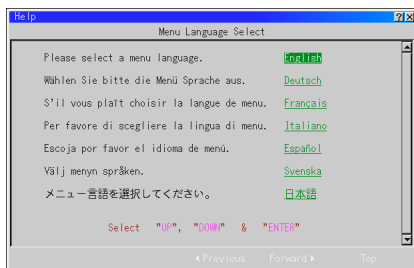 Help
Menu Language Select
Please select a menu language. English
Wählen Sie bitte die Menü Sprache aus. Deutsch
S'il vous plaît choisir la langue de menu. Français
Per favore di scegliere la lingua di menu. Italiano
Escoja por favor el idioma de menú. Español
Välj menyn språken. Svenska
メニュー言語を選択してください。 日本語
Select "UP", "DOWN" & "ENTER"
Previous Forward Top